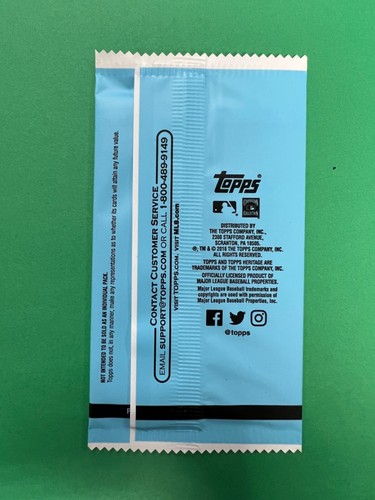 NOT INTENDED TO BE SOLD AS AN INDIVIDUAL PACK.
Topps does not, in any manner, make any representations as to whether its cards will attain any future value.
CONTACT CUSTOMER SERVICE
EMAIL SUPPORT@TOPPS.COM OR CALL 1-800-489-9149
VISIT TOPPS.COM. VISIT MLB.com
topps
DISTRIBUTED BY
THE TOPPS COMPANY, INC.
2300 STAFFORD AVENUE,
SCRANTON, PA 18505.
®, TM & © 2018 THE TOPPS COMPANY, INC.
ALL RIGHTS RESERVED.
TOPPS AND TOPPS HERITAGE ARE
TRADEMARKS OF THE TOPPS COMPANY, INC.
OFFICIALLY LICENSED PRODUCT OF
MAJOR LEAGUE BASEBALL PROPERTIES.
Major League Baseball trademarks and
copyrights are used with permission of
Major League Baseball Properties, Inc.
@topps